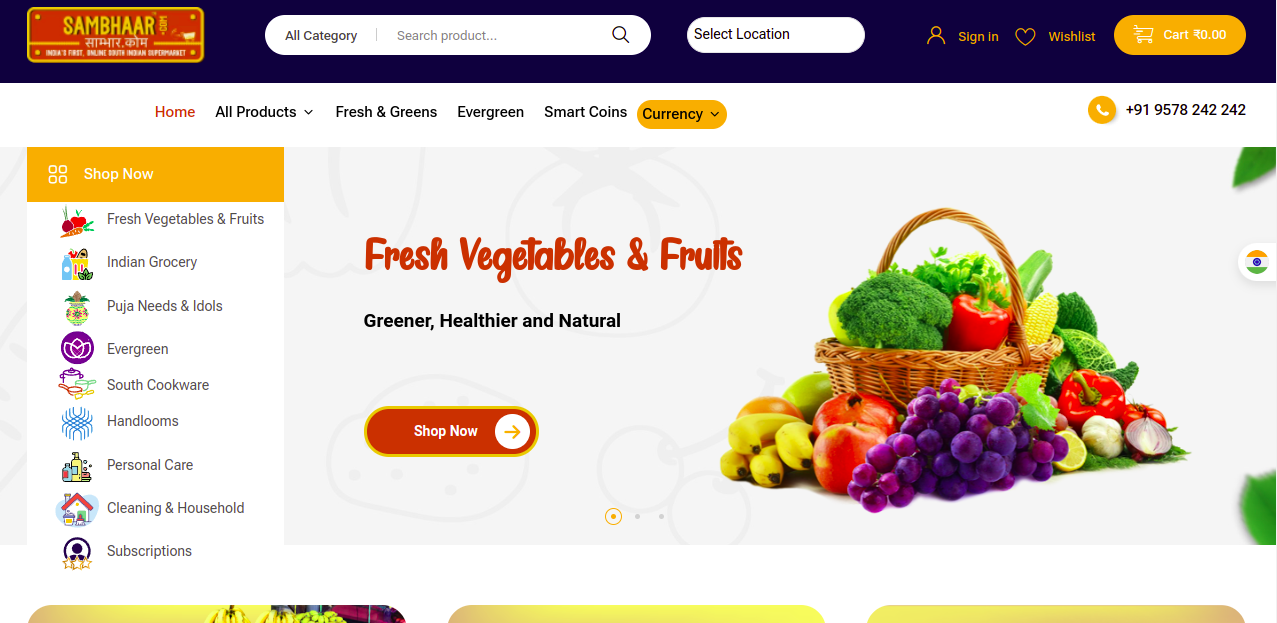 SAMBHAAR.COM
साम्भार.कोम
INDIA'S FIRST, ONLINE SOUTH INDIAN SUPERMARKET
All Category
Search product...
Select Location
Sign in
Wishlist
Cart ₹0.00
Home
All Products
Fresh & Greens
Evergreen
Smart Coins
Currency
+91 9578 242 242
Shop Now
Fresh Vegetables & Fruits
Indian Grocery
Puja Needs & Idols
Evergreen
South Cookware
Handlooms
Personal Care
Cleaning & Household
Subscriptions
Fresh Vegetables & Fruits
Greener, Healthier and Natural
Shop Now